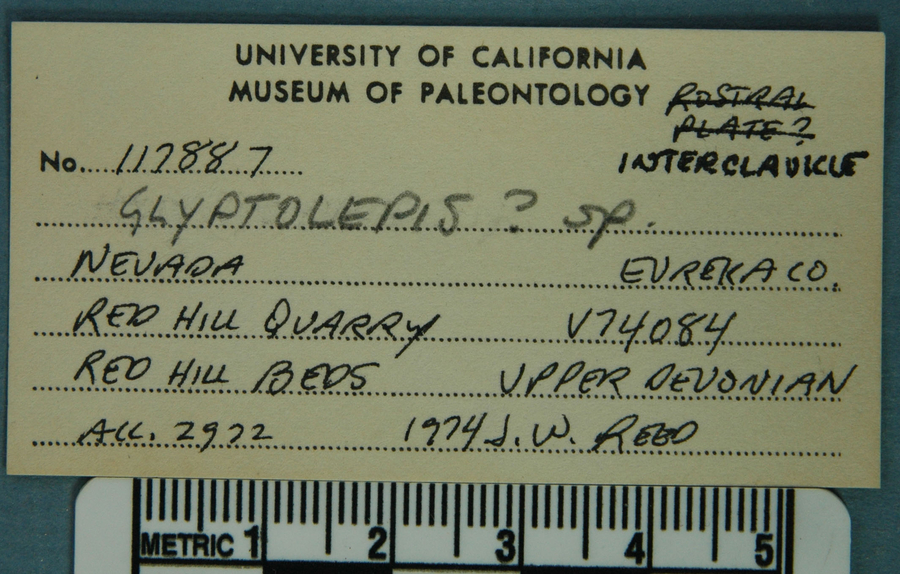 UNIVERSITY OF CALIFORNIA
MUSEUM OF PALEONTOLOGY
ROSTRAL
PLATE?
INTERCLAVICLE
No. 117887
GLYPTOLEPIS ? sp.
NEVADA EUREKA CO.
RED HILL QUARRY V74084
RED HILL BEDS UPPER DEVONIAN
Acc. 2922 1974 J. W. REED
METRIC 1 2 3 4 5